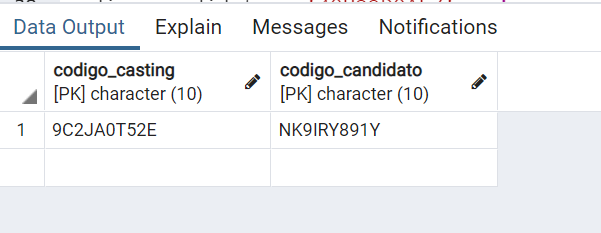 Data Output Explain Messages Notifications
codigo_casting codigo_candidato
[PK] character (10) [PK] character (10)
1 9C2JA0T52E NK9IRY891Y